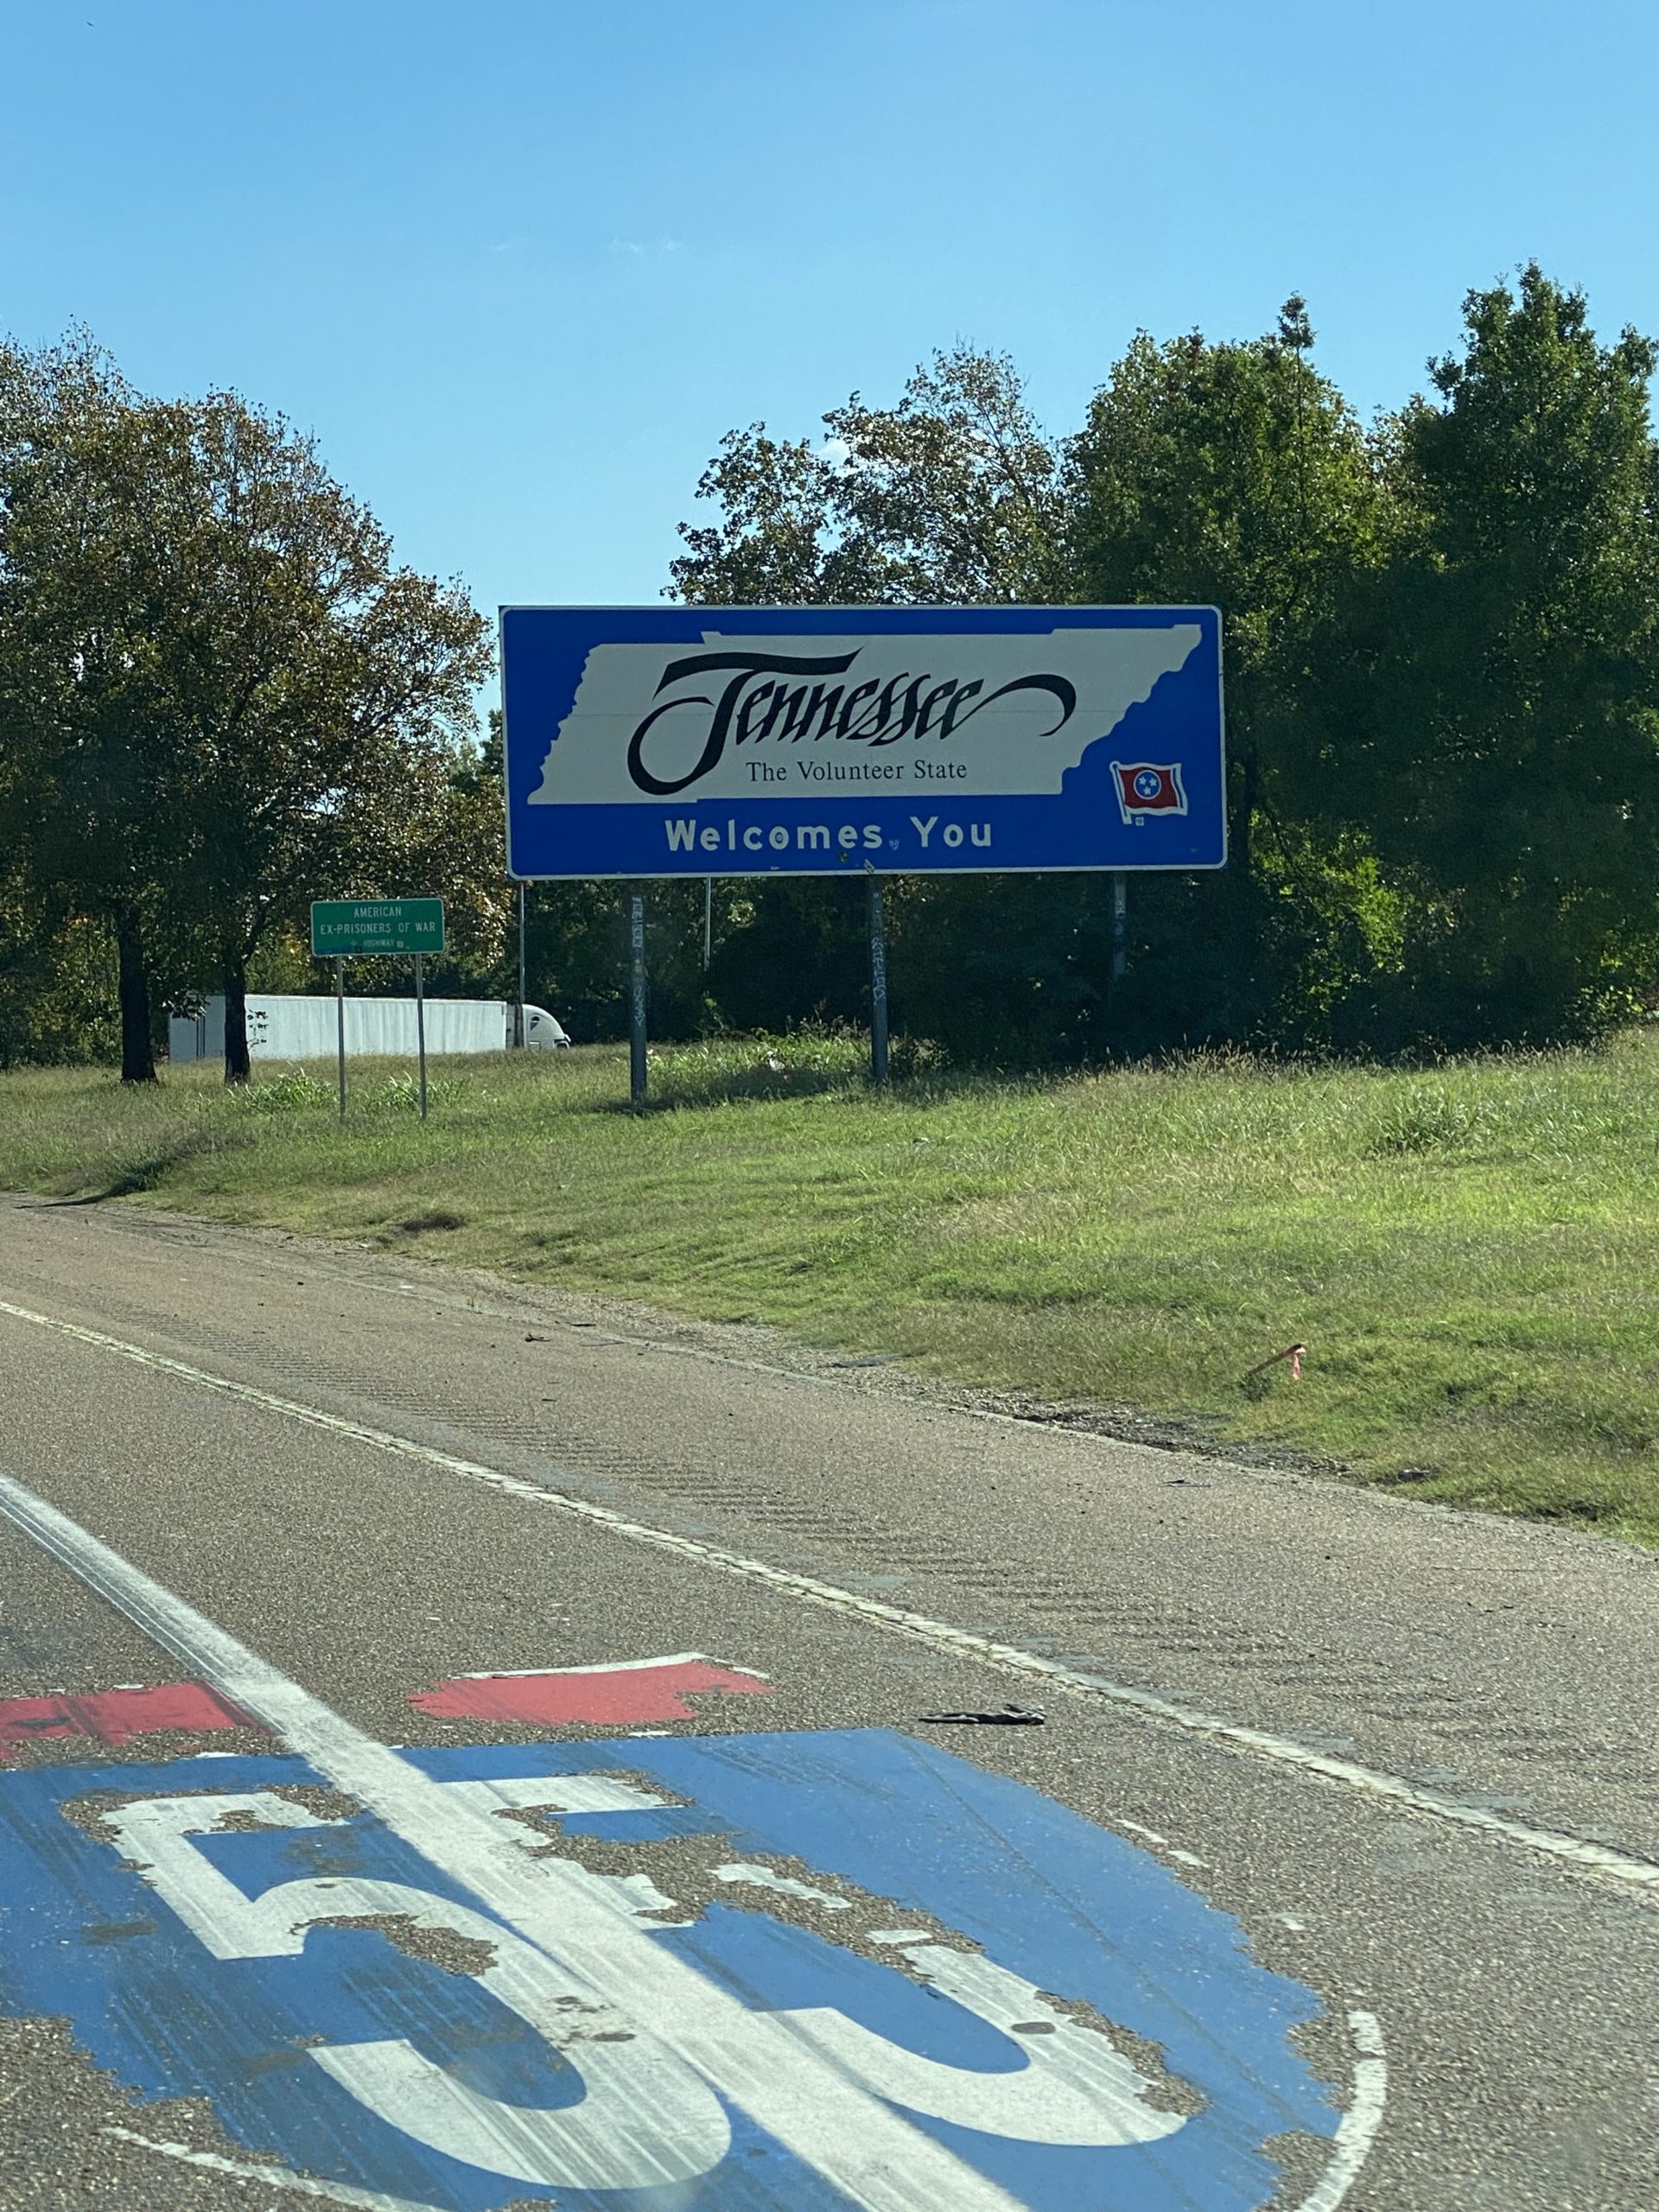 Tennessee
The Volunteer State
Welcomes You
AMERICAN
EX-PRISONERS OF WAR
HIGHWAY
55